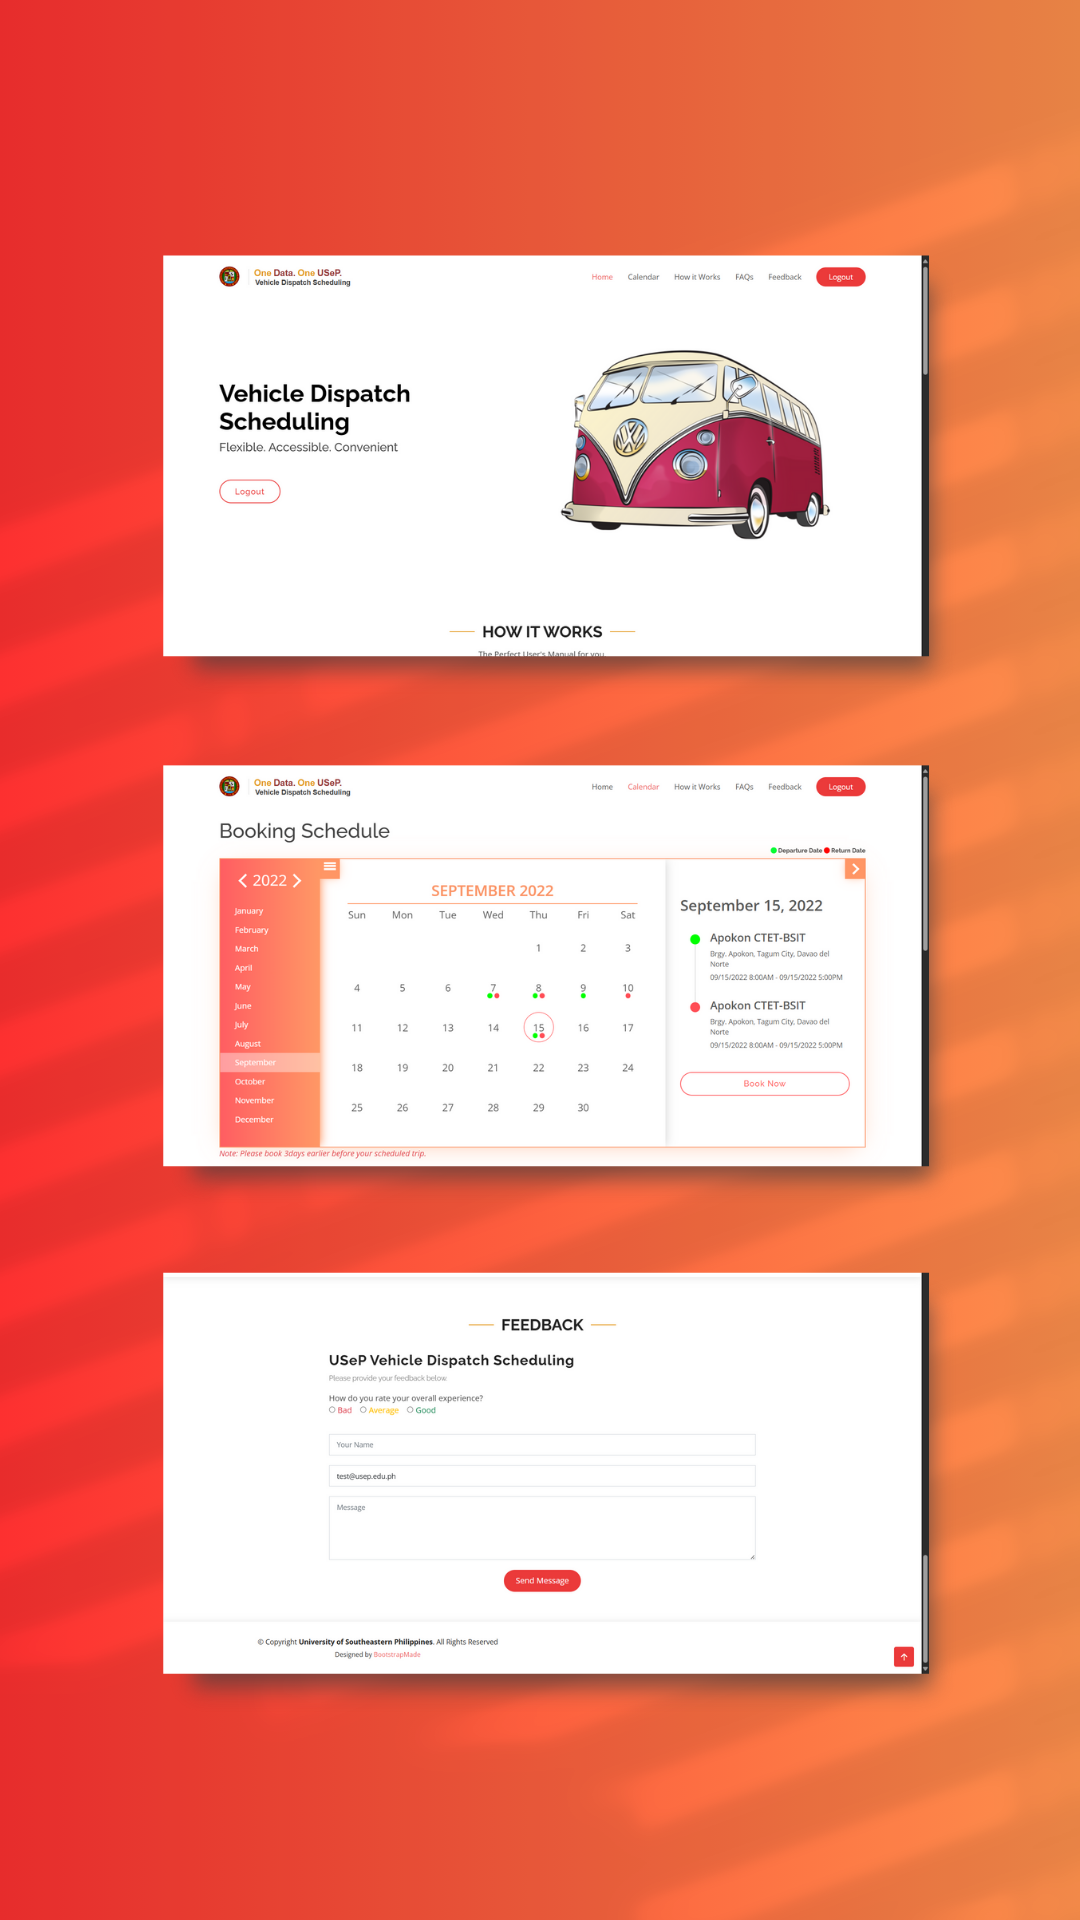 One Data. One USeP.
Vehicle Dispatch Scheduling
Home Calendar How it Works FAQs Feedback Logout
Vehicle Dispatch
Scheduling
Flexible. Accessible. Convenient
Logout
HOW IT WORKS
The Perfect User's Manual for you
One Data. One USeP.
Vehicle Dispatch Scheduling
Home Calendar How it Works FAQs Feedback Logout
Booking Schedule
Departure Date Return Date
2022
January
February
March
April
May
June
July
August
September
October
November
December
SEPTEMBER 2022
Sun Mon Tue Wed Thu Fri Sat
1 2 3
4 5 6 7 8 9 10
11 12 13 14 15 16 17
18 19 20 21 22 23 24
25 26 27 28 29 30
September 15, 2022
Apokon CTET-BSIT
Brgy. Apokon, Tagum City, Davao del
Norte
09/15/2022 8:00AM - 09/15/2022 5:00PM
Apokon CTET-BSIT
Brgy. Apokon, Tagum City, Davao del
Norte
09/15/2022 8:00AM - 09/15/2022 5:00PM
Book Now
Note: Please book 3days earlier before your scheduled trip.
FEEDBACK
USeP Vehicle Dispatch Scheduling
Please provide your feedback below.
How do you rate your overall experience?
Bad Average Good
Your Name
test@usep.edu.ph
Message
Send Message
© Copyright University of Southeastern Philippines. All Rights Reserved
Designed by BootstrapMade